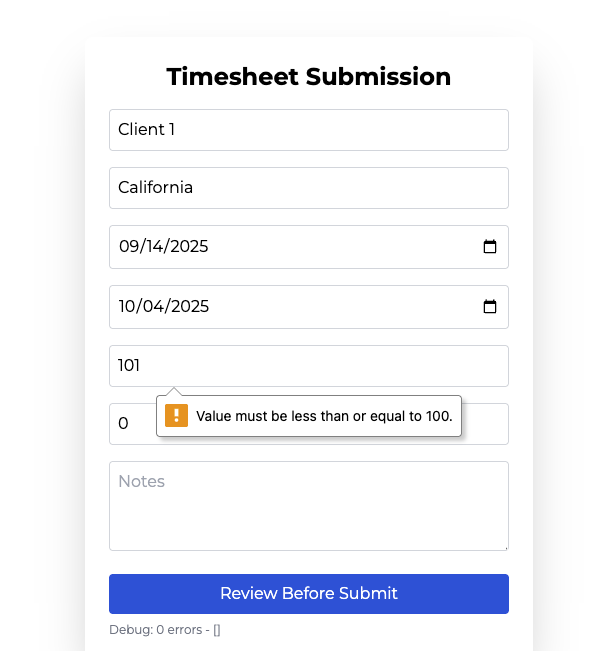 Timesheet Submission
Client 1
California
09/14/2025
10/04/2025
101
Value must be less than or equal to 100.
0
Notes
Review Before Submit
Debug: 0 errors - []